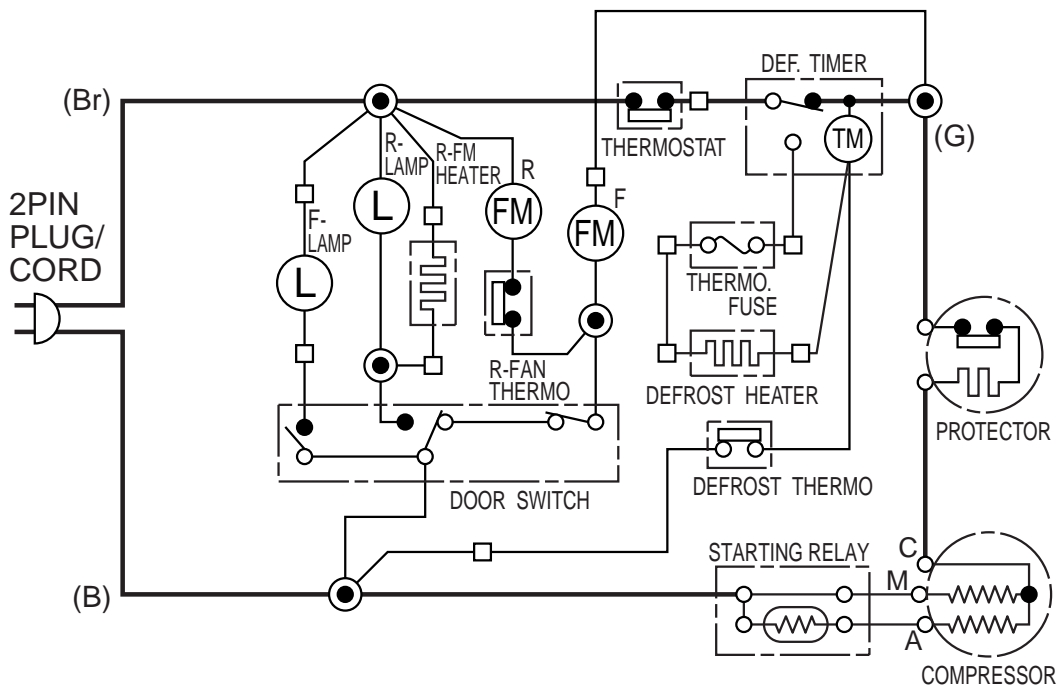 DEF. TIMER
(Br)
THERMOSTAT
TM
(G)
R-
LAMP
R-FM
HEATER
R
F
2PIN
PLUG/
CORD
F-
LAMP
L
L
FM
FM
THERMO.
FUSE
R-FAN
THERMO
DEFROST HEATER
PROTECTOR
DEFROST THERMO
DOOR SWITCH
STARTING RELAY
C
M
(B)
A
COMPRESSOR